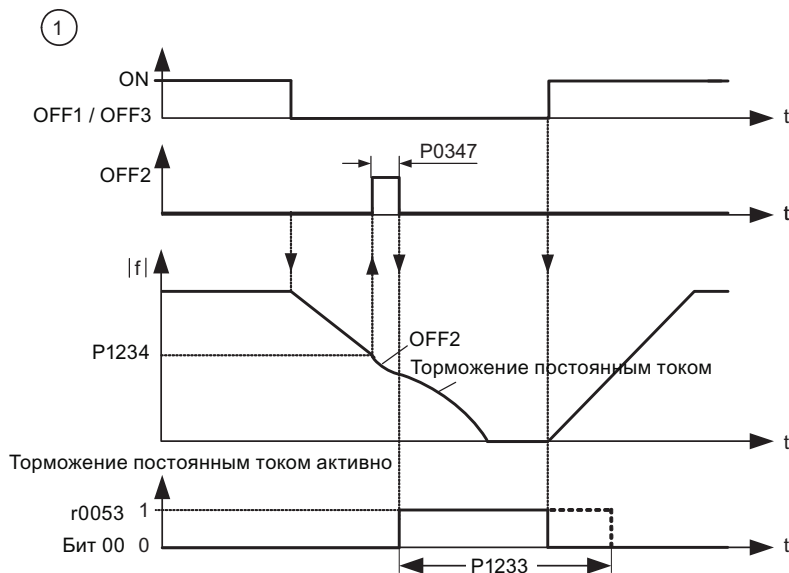 1
ON
OFF1 / OFF3
t
P0347
OFF2
t
|f|
P1234
OFF2
Торможение постоянным током
t
Торможение постоянным током активно
r0053 1
Бит 00 0
t
P1233